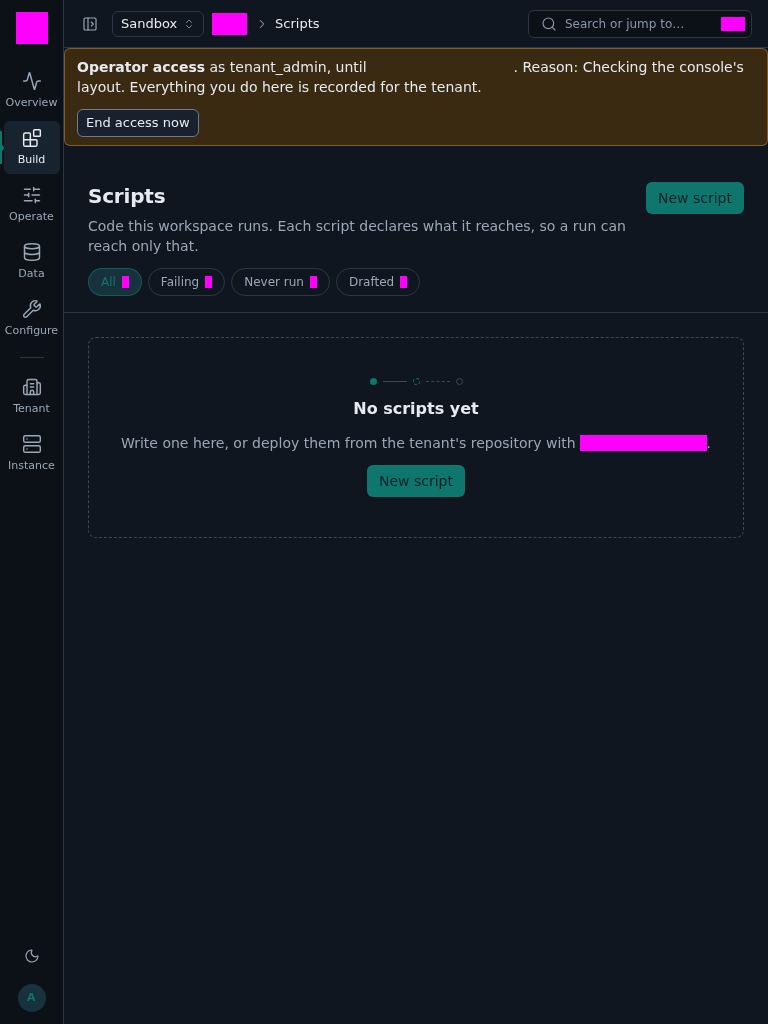 Sandbox
Scripts
Search or jump to...
Operator access as tenant_admin, until . Reason: Checking the console's
layout. Everything you do here is recorded for the tenant.
End access now
Overview
Build
Operate
Data
Configure
Tenant
Instance
A
Scripts
New script
Code this workspace runs. Each script declares what it reaches, so a run can
reach only that.
All
Failing
Never run
Drafted
No scripts yet
Write one here, or deploy them from the tenant's repository with .
New script